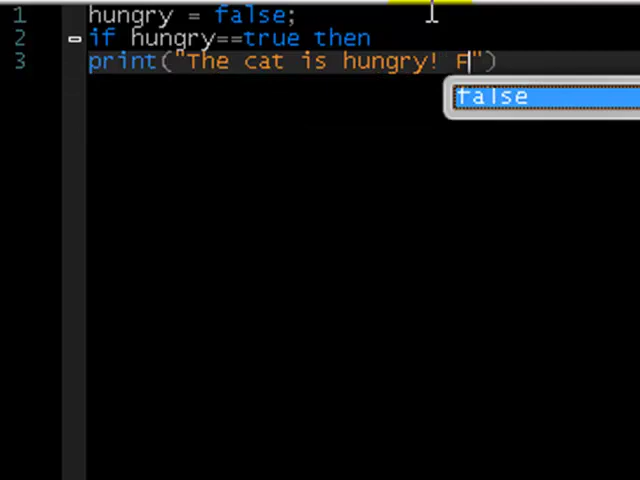 1 hungry = false;
2 if hungry==true then
3 print("The cat is hungry! F")
false